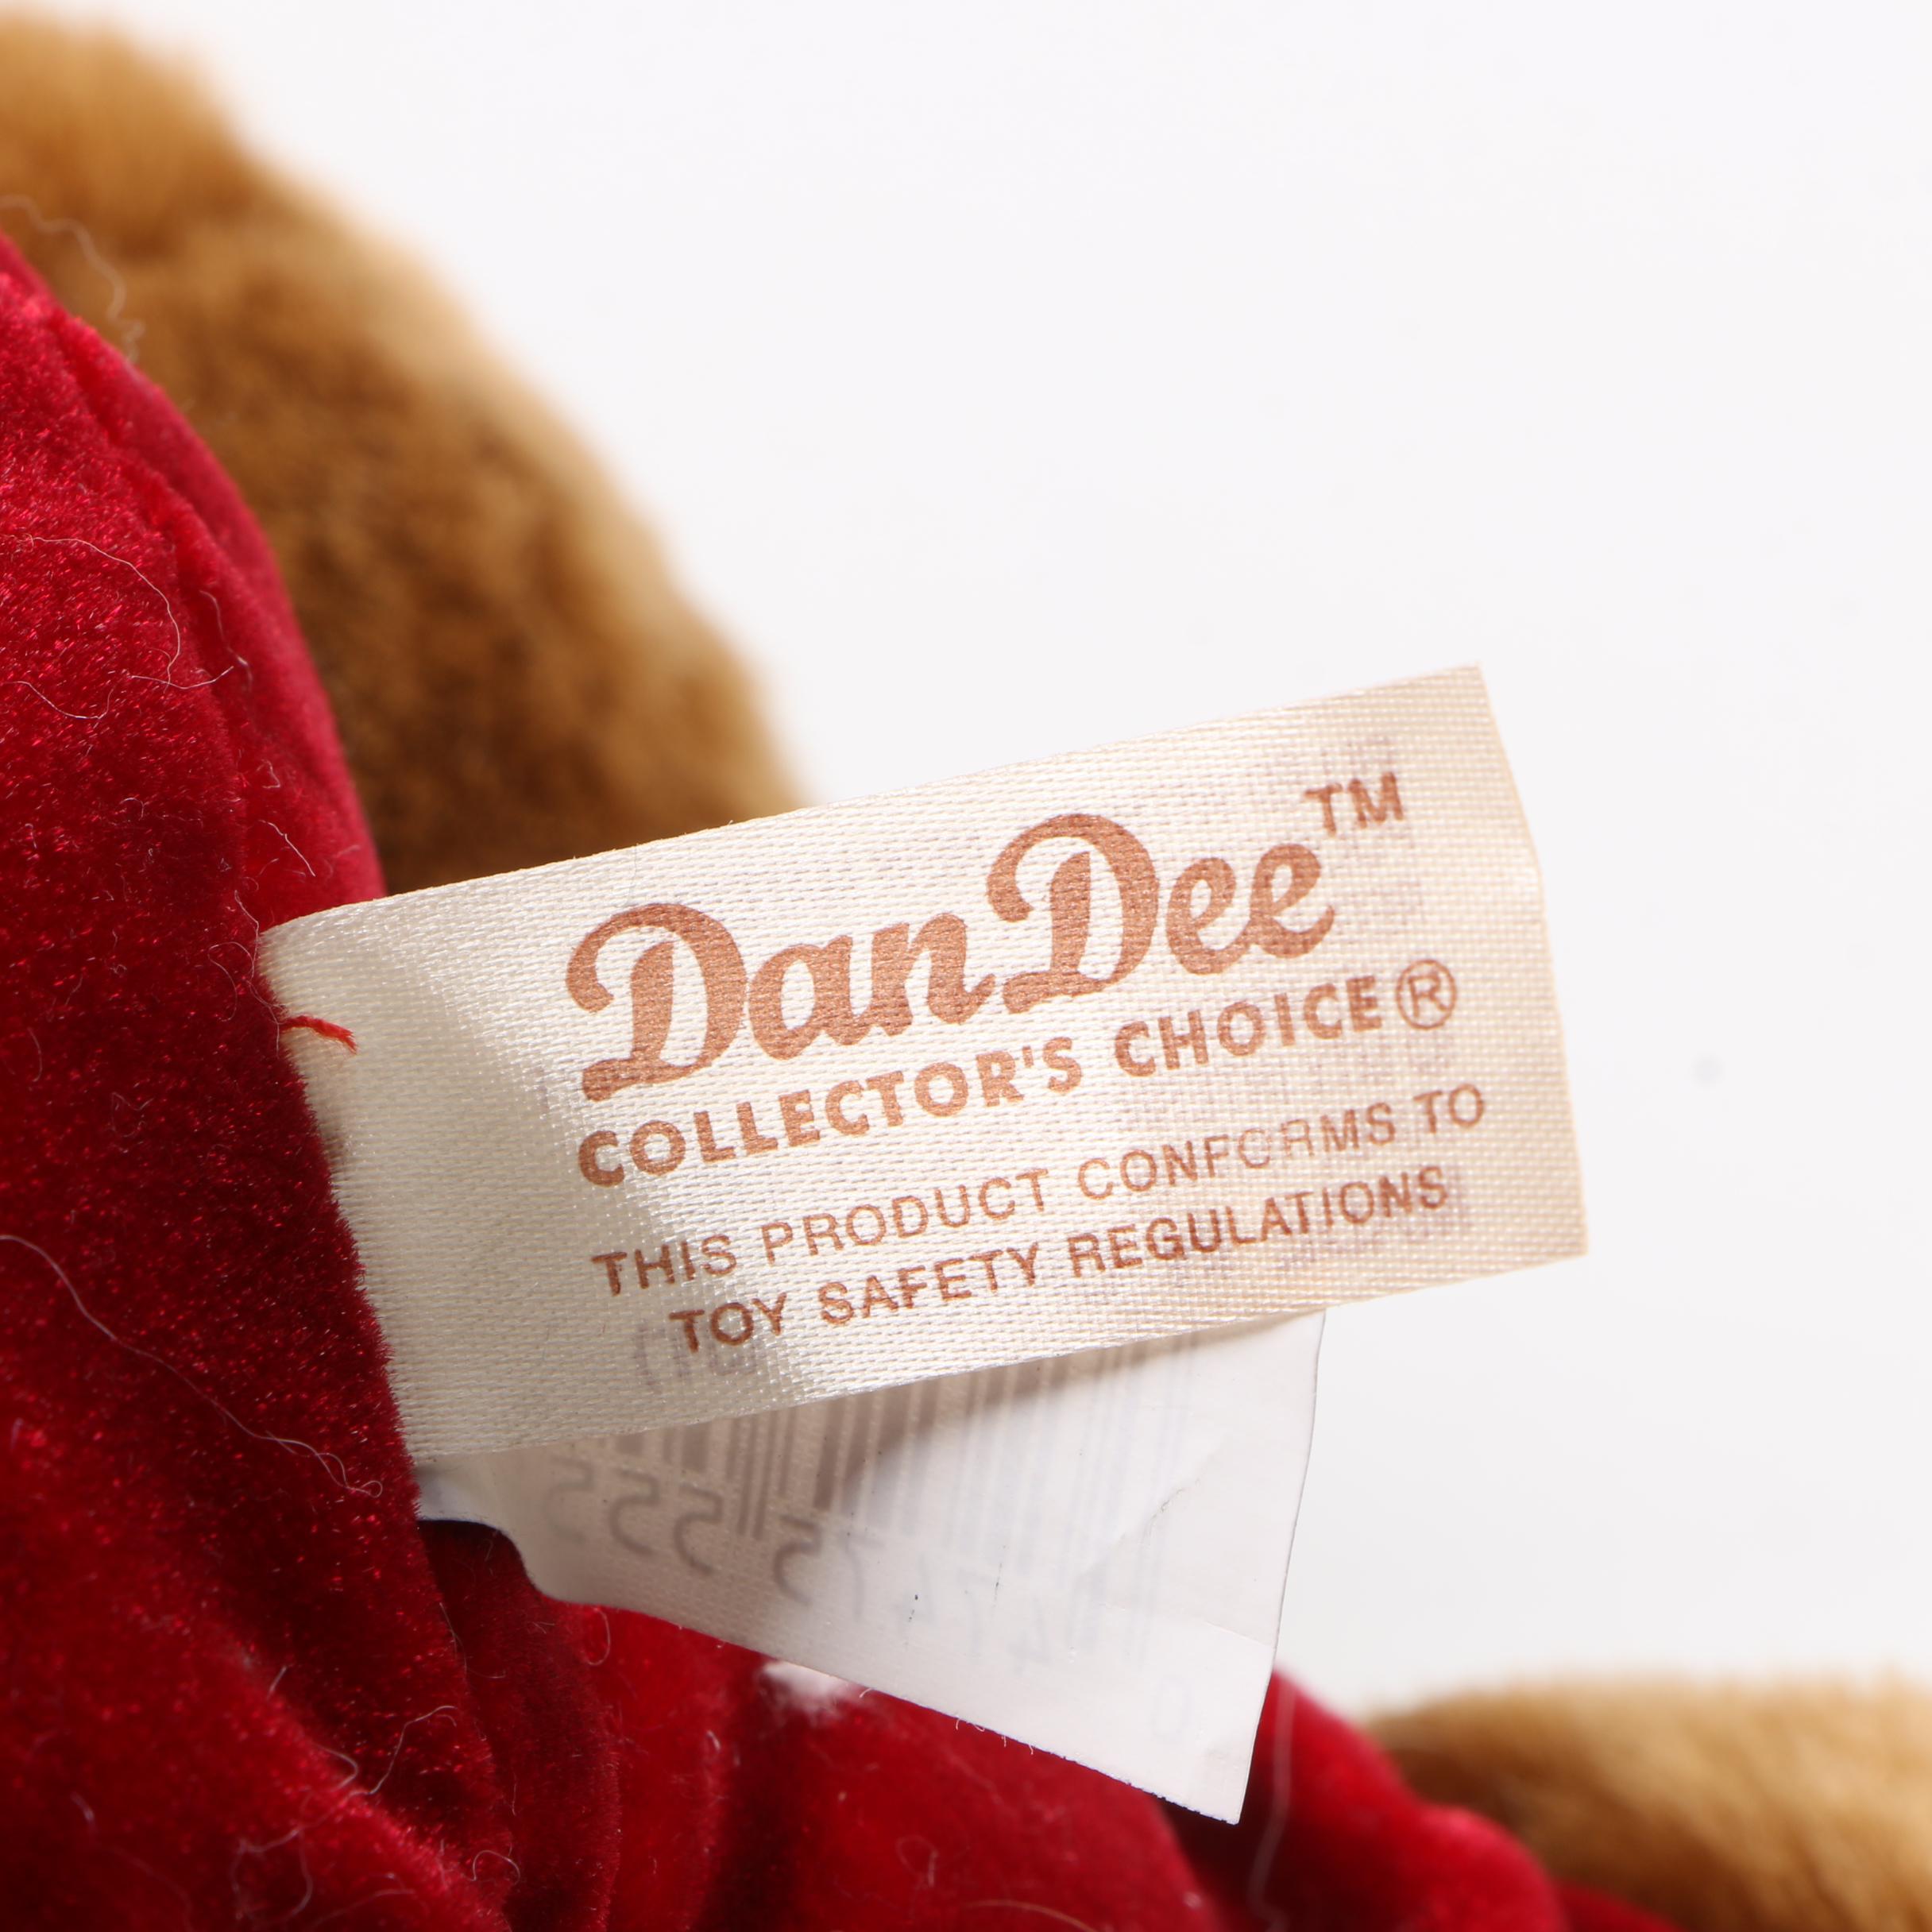 DanDee™
COLLECTOR'S CHOICE®
THIS PRODUCT CONFORMS TO
TOY SAFETY REGULATIONS